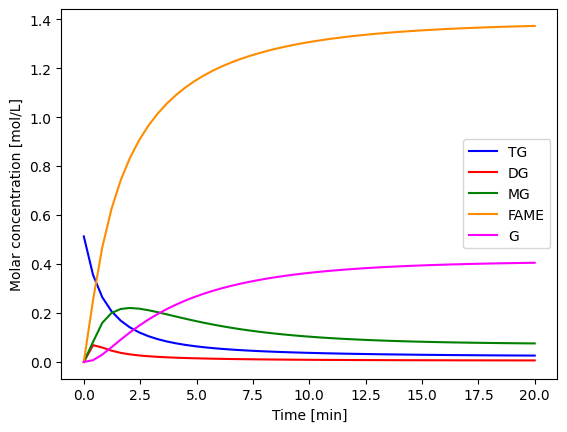 Molar concentration [mol/L]
1.4
1.2
1.0
0.8
0.6
0.4
0.2
0.0
TG
DG
MG
FAME
G
0.0 2.5 5.0 7.5 10.0 12.5 15.0 17.5 20.0
Time [min]